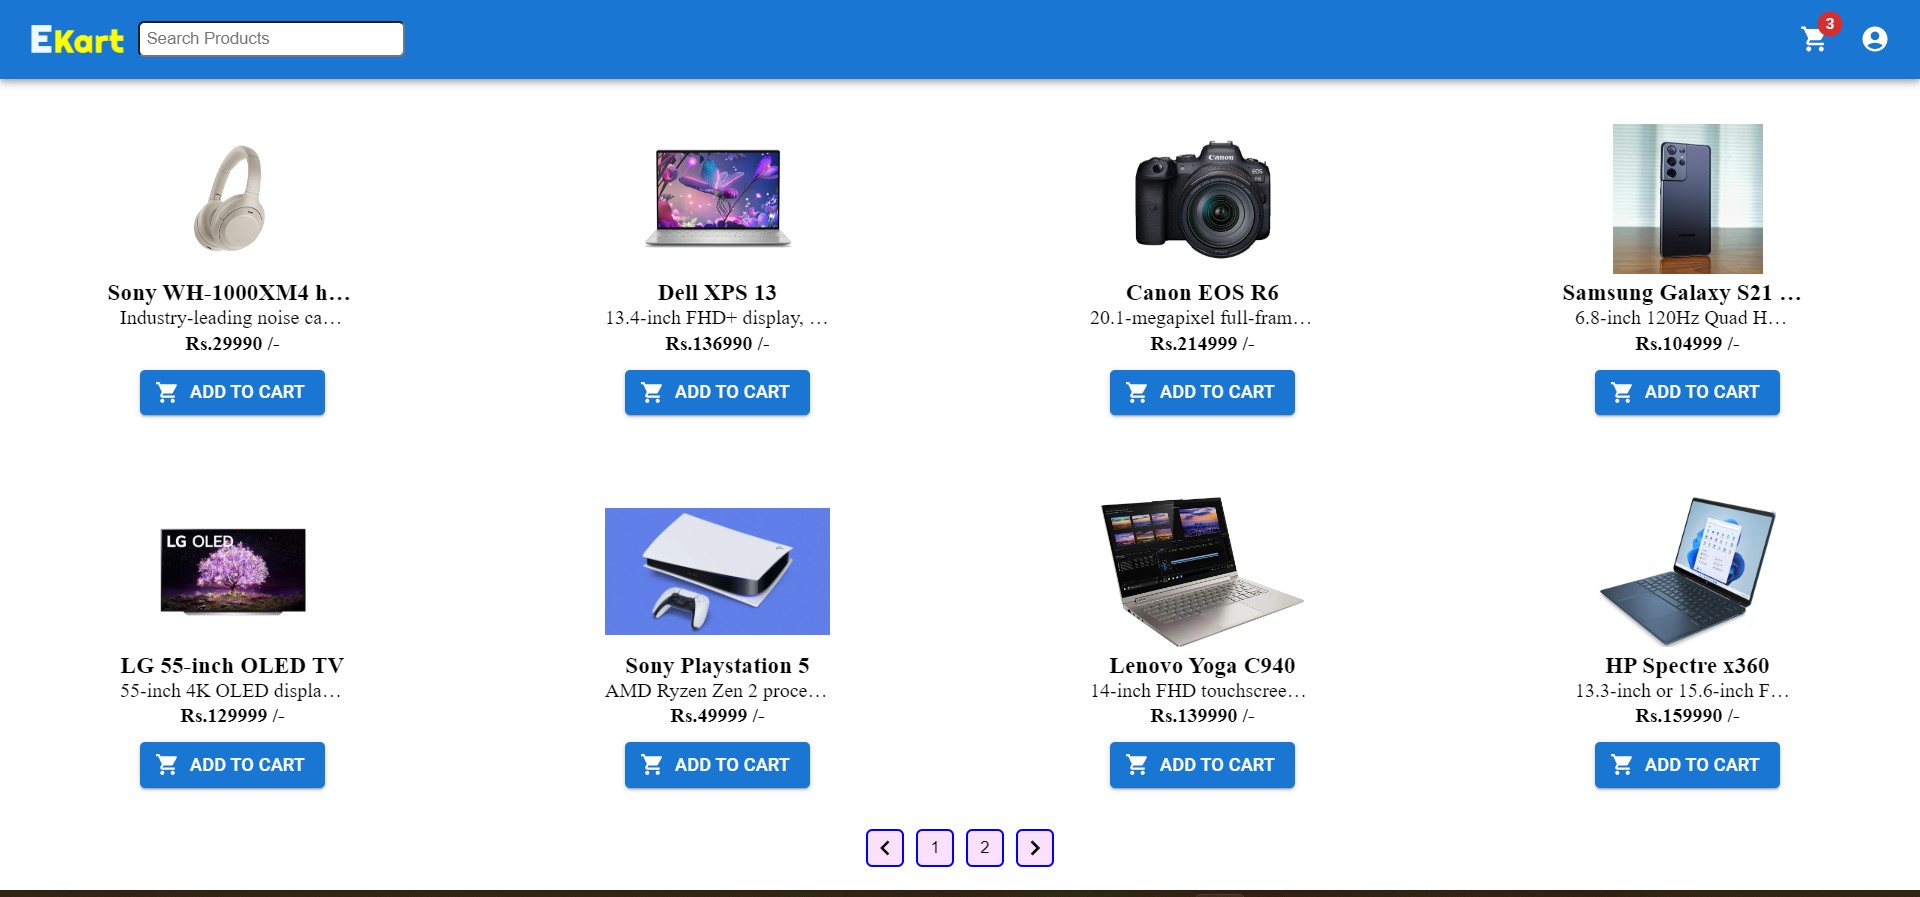 EKart
Search Products
3
Canon
EOS
R6
Sony WH-1000XM4 h...
Industry-leading noise ca...
Rs.29990 /-
ADD TO CART
Dell XPS 13
13.4-inch FHD+ display, ...
Rs.136990 /-
ADD TO CART
Canon EOS R6
20.1-megapixel full-fram...
Rs.214999 /-
ADD TO CART
Samsung Galaxy S21 ...
6.8-inch 120Hz Quad H...
Rs.104999 /-
ADD TO CART
LG OLED
LG 55-inch OLED TV
55-inch 4K OLED displa...
Rs.129999 /-
ADD TO CART
Sony Playstation 5
AMD Ryzen Zen 2 proce...
Rs.49999 /-
ADD TO CART
Lenovo Yoga C940
14-inch FHD touchscree...
Rs.139990 /-
ADD TO CART
HP Spectre x360
13.3-inch or 15.6-inch F...
Rs.159990 /-
ADD TO CART
1
2